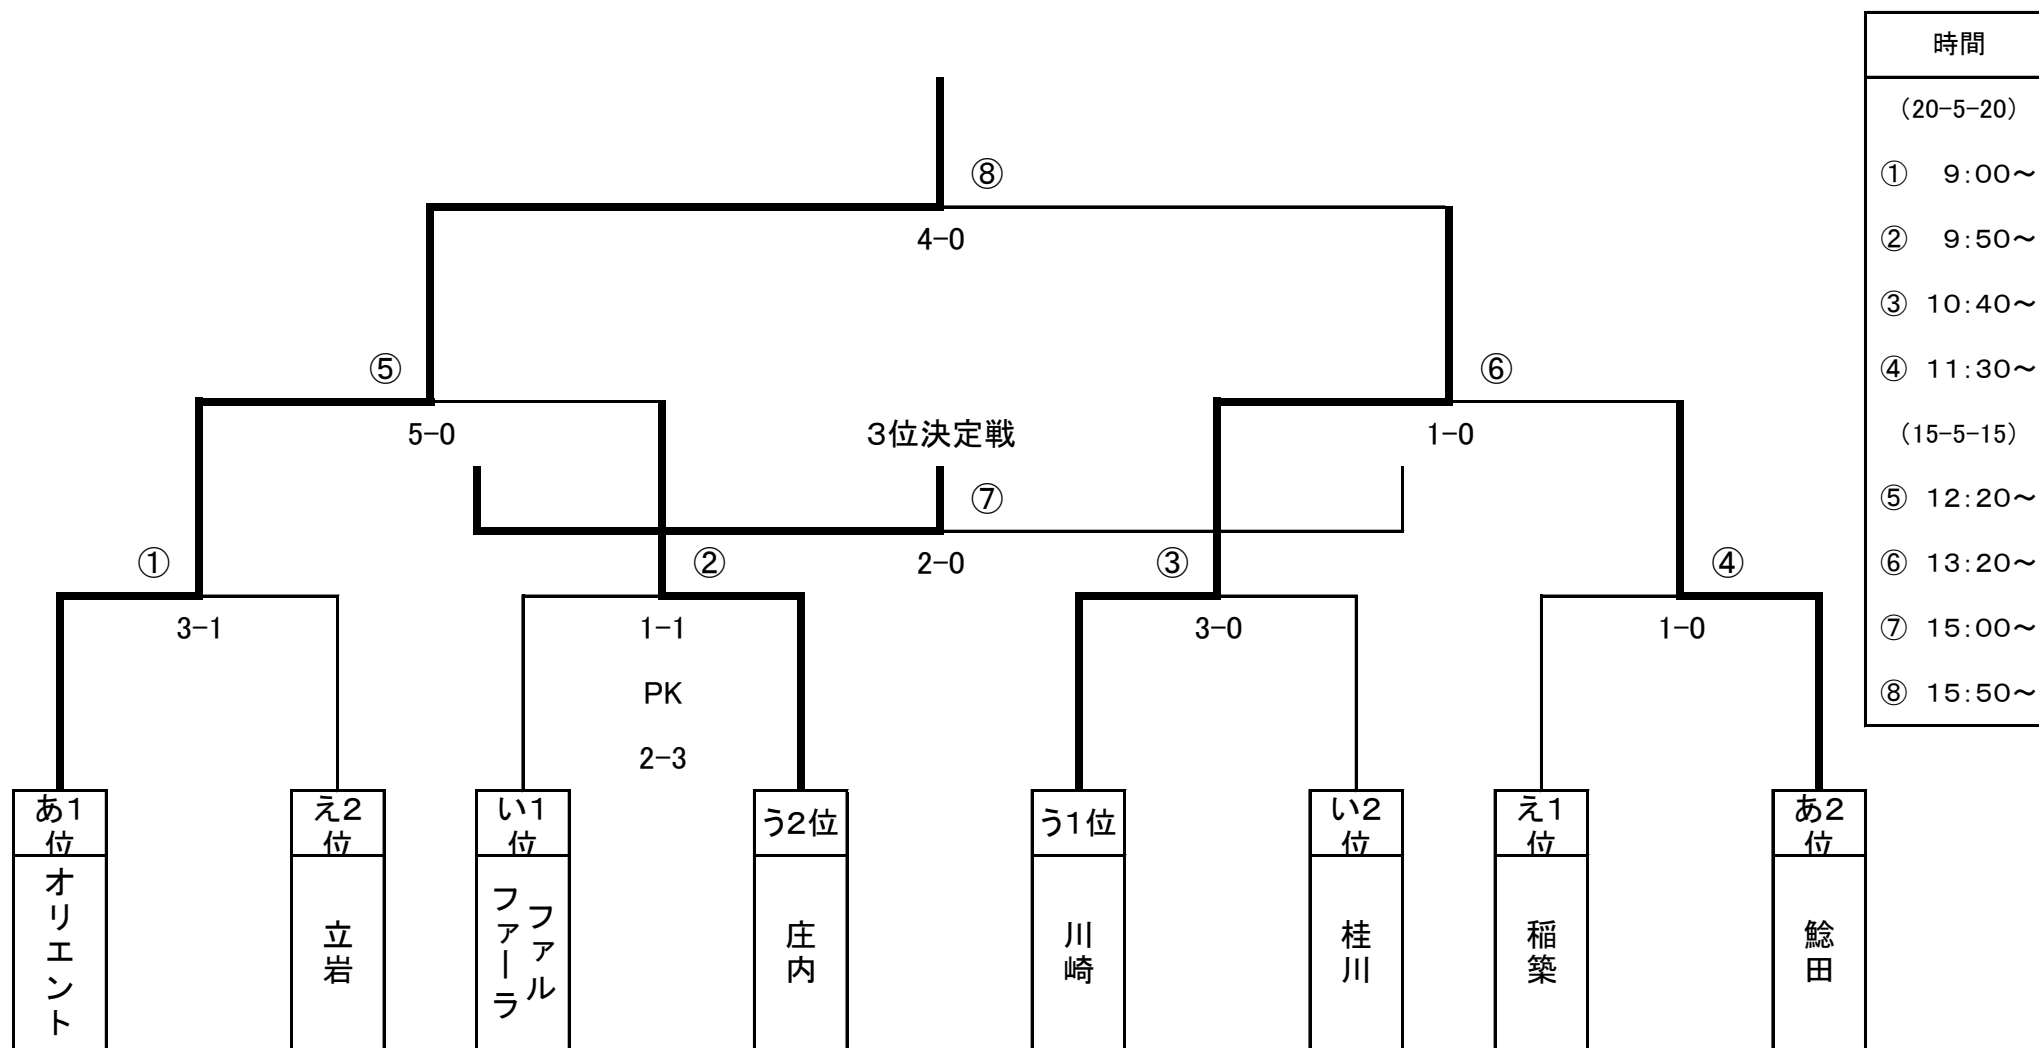 時間
(20-5-20)
① 9:00~
② 9:50~
③ 10:40~
④ 11:30~
(15-5-15)
⑤ 12:20~
⑥ 13:20~
⑦ 15:00~
⑧ 15:50~
⑧
4-0
⑤
⑥
5-0
3位決定戦
1-0
⑦
①
②
2-0
③
④
3-1
1-1
3-0
1-0
PK
2-3
あ1位
え2位
い1位
う2位
う1位
い2位
え1位
あ2位
オリエント
立岩
ファル
ファーラ
庄内
川崎
桂川
稲築
鯰田